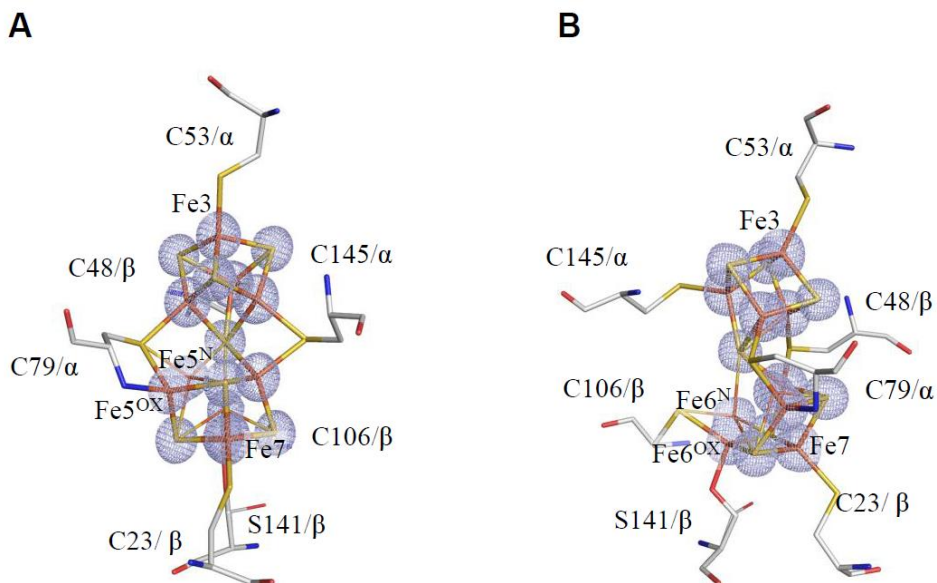 A
C53/α
Fe3
C48/β
C145/α
C79/α
Fe5ᴺ
Fe5ᴼˣ
Fe7
C106/β
C23/ β
S141/β
B
C53/α
Fe3
C145/α
C48/β
C106/β
Fe6ᴺ
C79/α
Fe6ᴼˣ
Fe7
S141/β
C23/ β